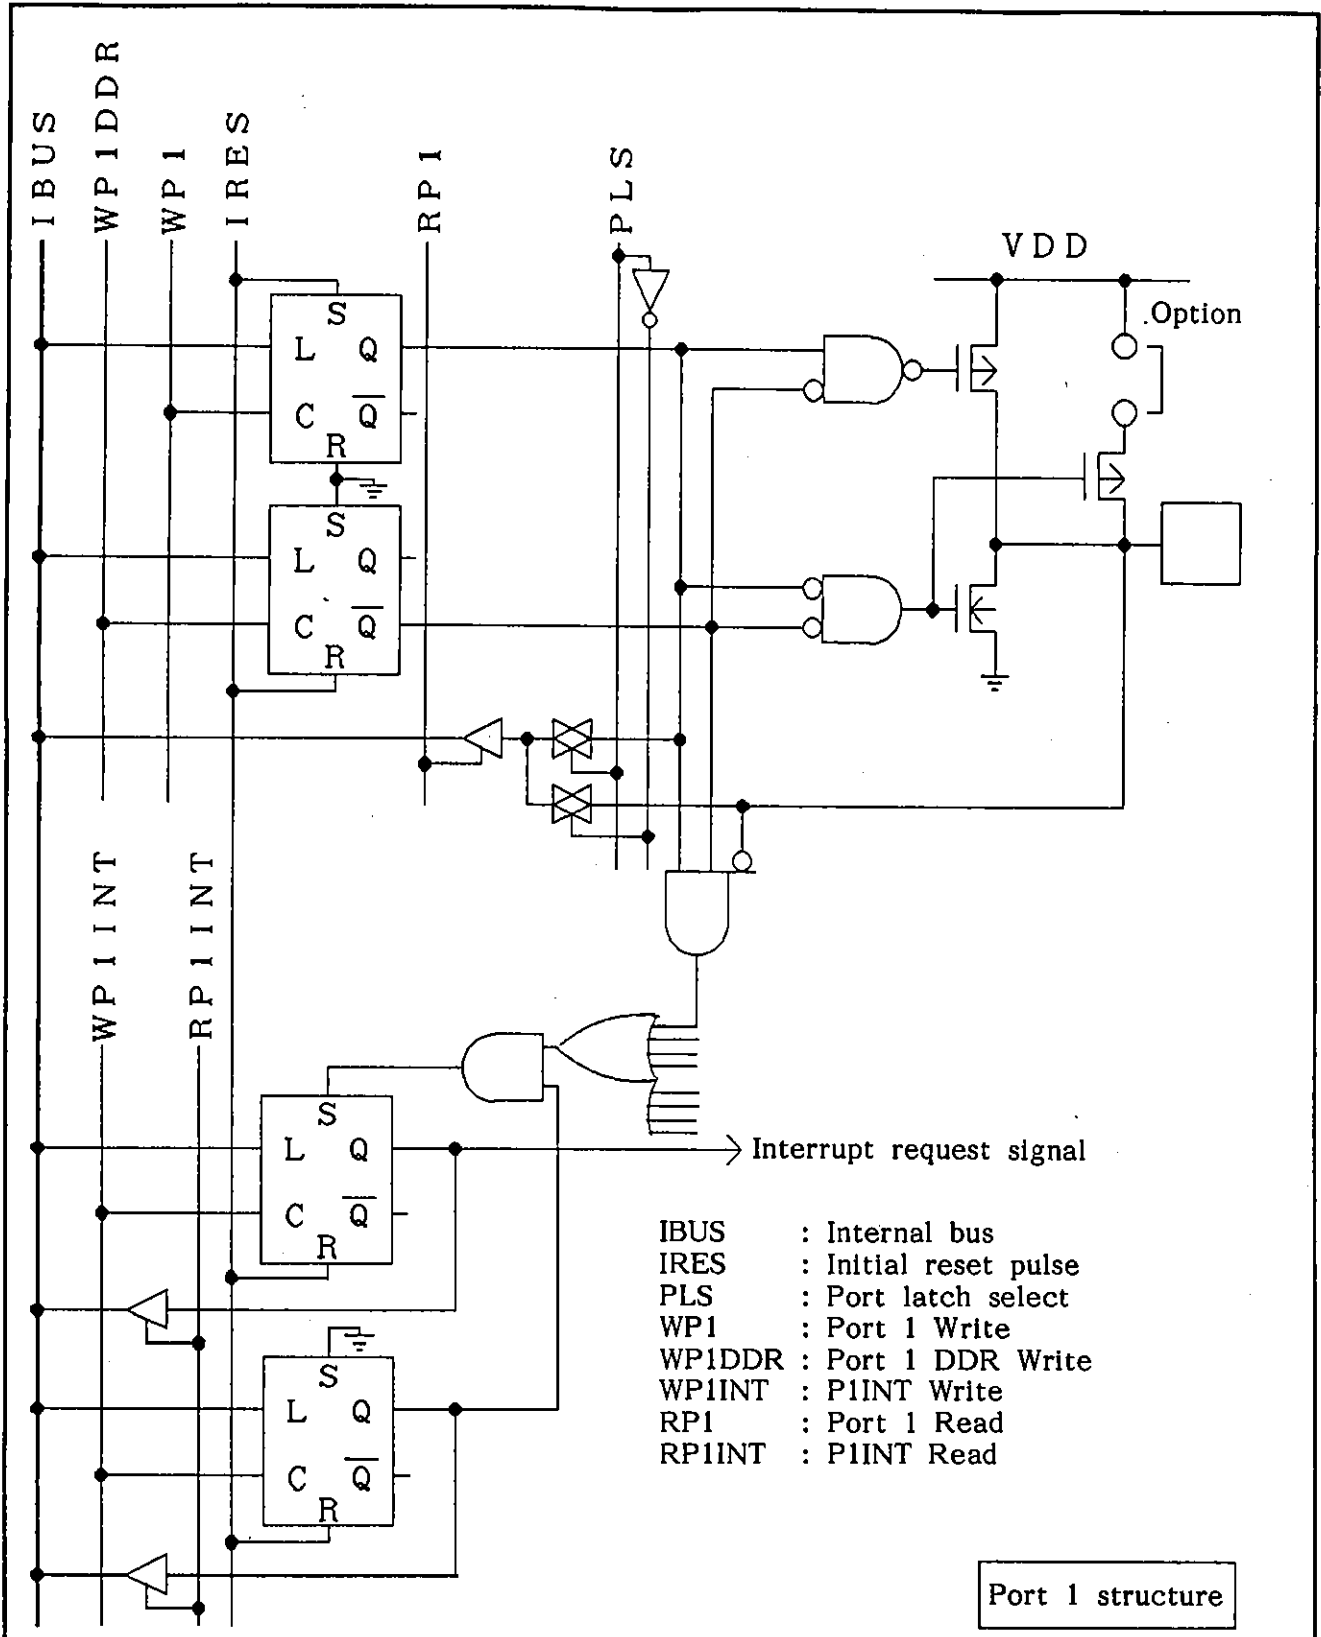 IBUS
WP1DDR
WP1
IRES
RP1
PLS
VDD
.Option
S
L Q
C Q
R
S
L Q
C Q
R
WP1INT
RP1INT
S
L Q
C Q
R
Interrupt request signal
S
L Q
C Q
R
IBUS : Internal bus
IRES : Initial reset pulse
PLS : Port latch select
WP1 : Port 1 Write
WP1DDR : Port 1 DDR Write
WP1INT : P1INT Write
RP1 : Port 1 Read
RP1INT : P1INT Read
Port 1 structure